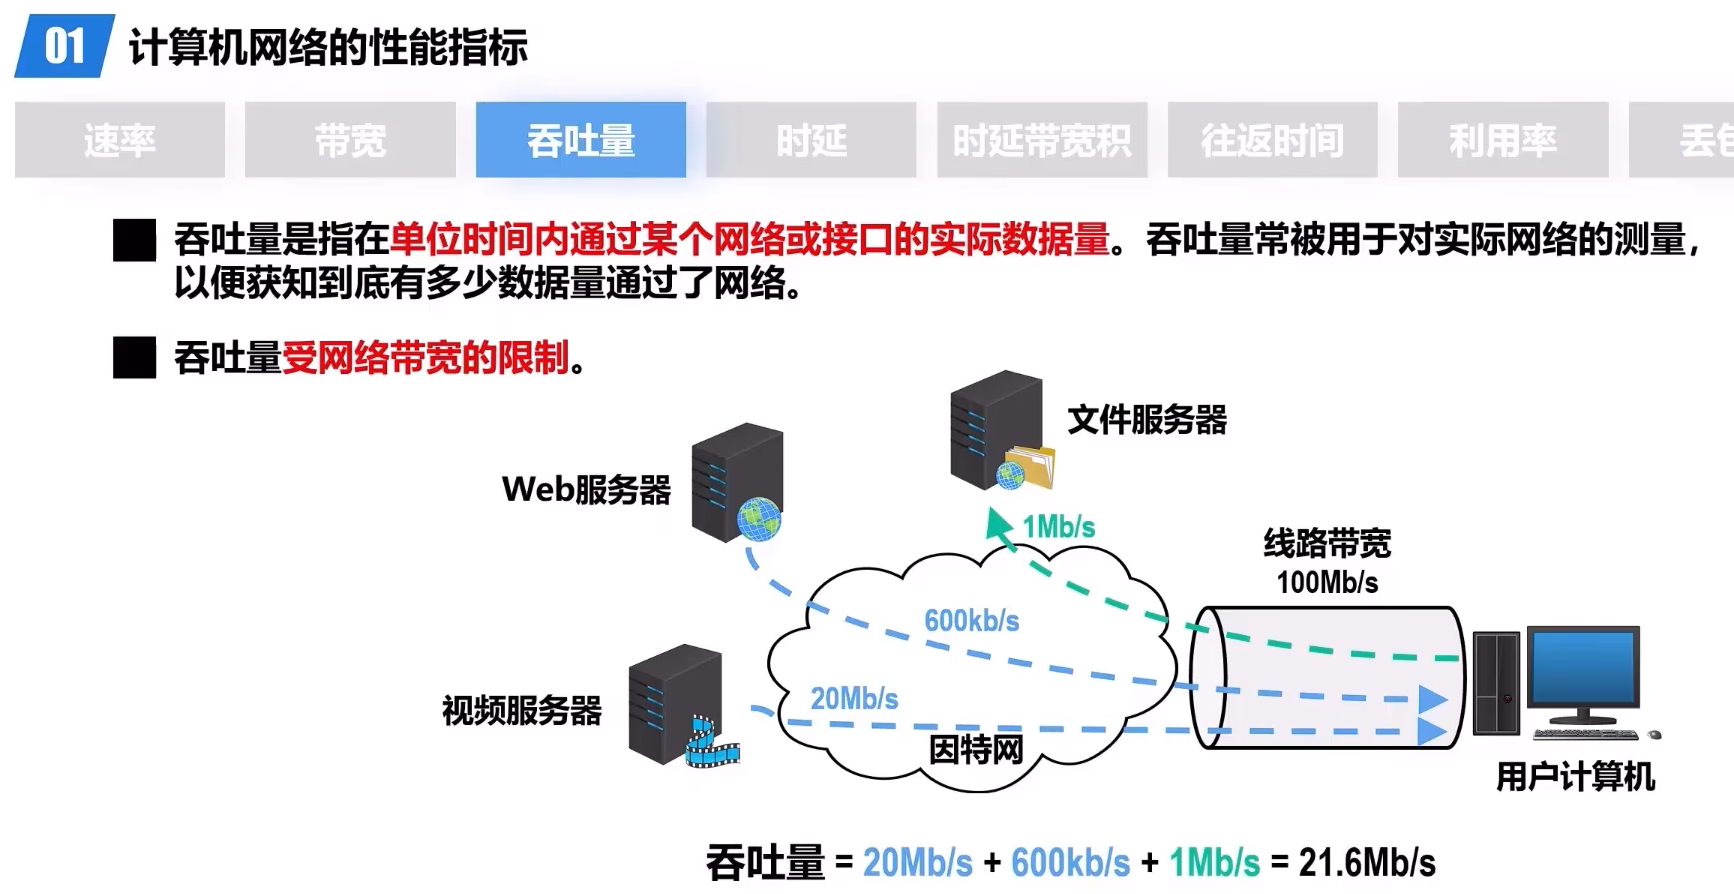 01 计算机网络的性能指标
速率 带宽 吞吐量 时延 时延带宽积 往返时间 利用率 丢
吞吐量是指在单位时间内通过某个网络或接口的实际数据量。吞吐量常被用于对实际网络的测量，
以便获知到底有多少数据量通过了网络。
吞吐量受网络带宽的限制。
文件服务器
Web服务器
1Mb/s
线路带宽
100Mb/s
600kb/s
20Mb/s
视频服务器
因特网
用户计算机
吞吐量 = 20Mb/s + 600kb/s + 1Mb/s = 21.6Mb/s